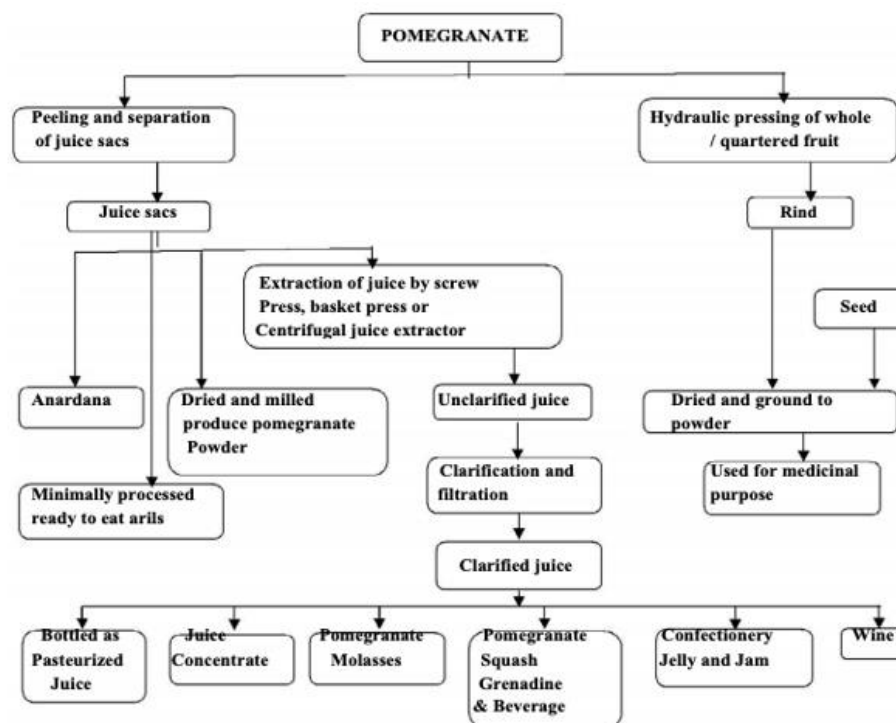 POMEGRANATE
Peeling and separation
of juice sacs
Hydraulic pressing of whole
/ quartered fruit
Juice sacs
Rind
Extraction of juice by screw
Press, basket press or
Centrifugal juice extractor
Seed
Anardana
Dried and milled
produce pomegranate
Powder
Unclarified juice
Dried and ground to
powder
Minimally processed
ready to eat arils
Clarification and
filtration
Used for medicinal
purpose
Clarified juice
Bottled as
Pasteurized
Juice
Juice
Concentrate
Pomegranate
Molasses
Pomegranate
Squash
Grenadine
& Beverage
Confectionery
Jelly and Jam
Wine